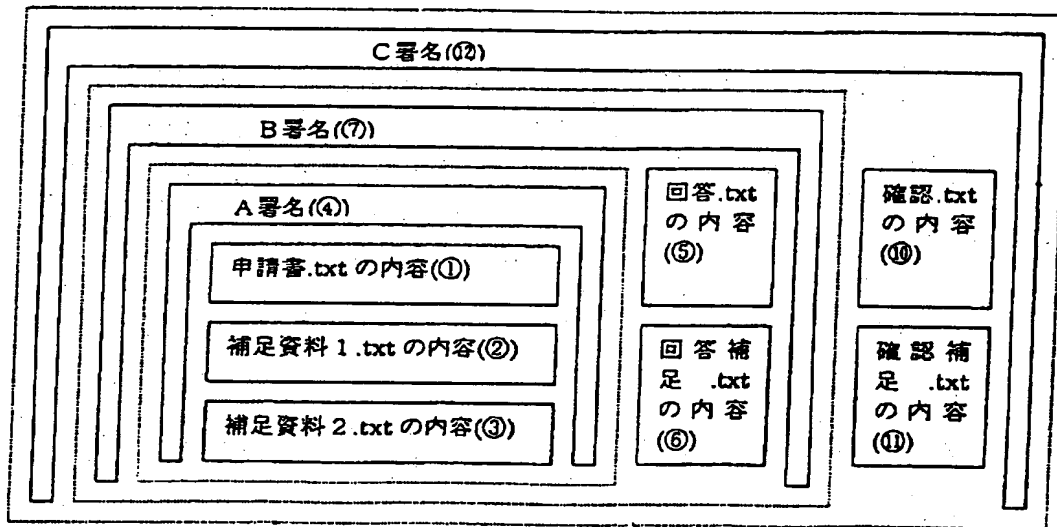 C署名(⑫)
B署名(⑦)
A署名(④)
申請書.txtの内容(①)
補足資料1.txtの内容(②)
補足資料2.txtの内容(③)
回答.txt
の内容
(⑤)
回答補
足.txt
の内容
(⑥)
確認.txt
の内容
(⑩)
確認補
足.txt
の内容
(⑪)